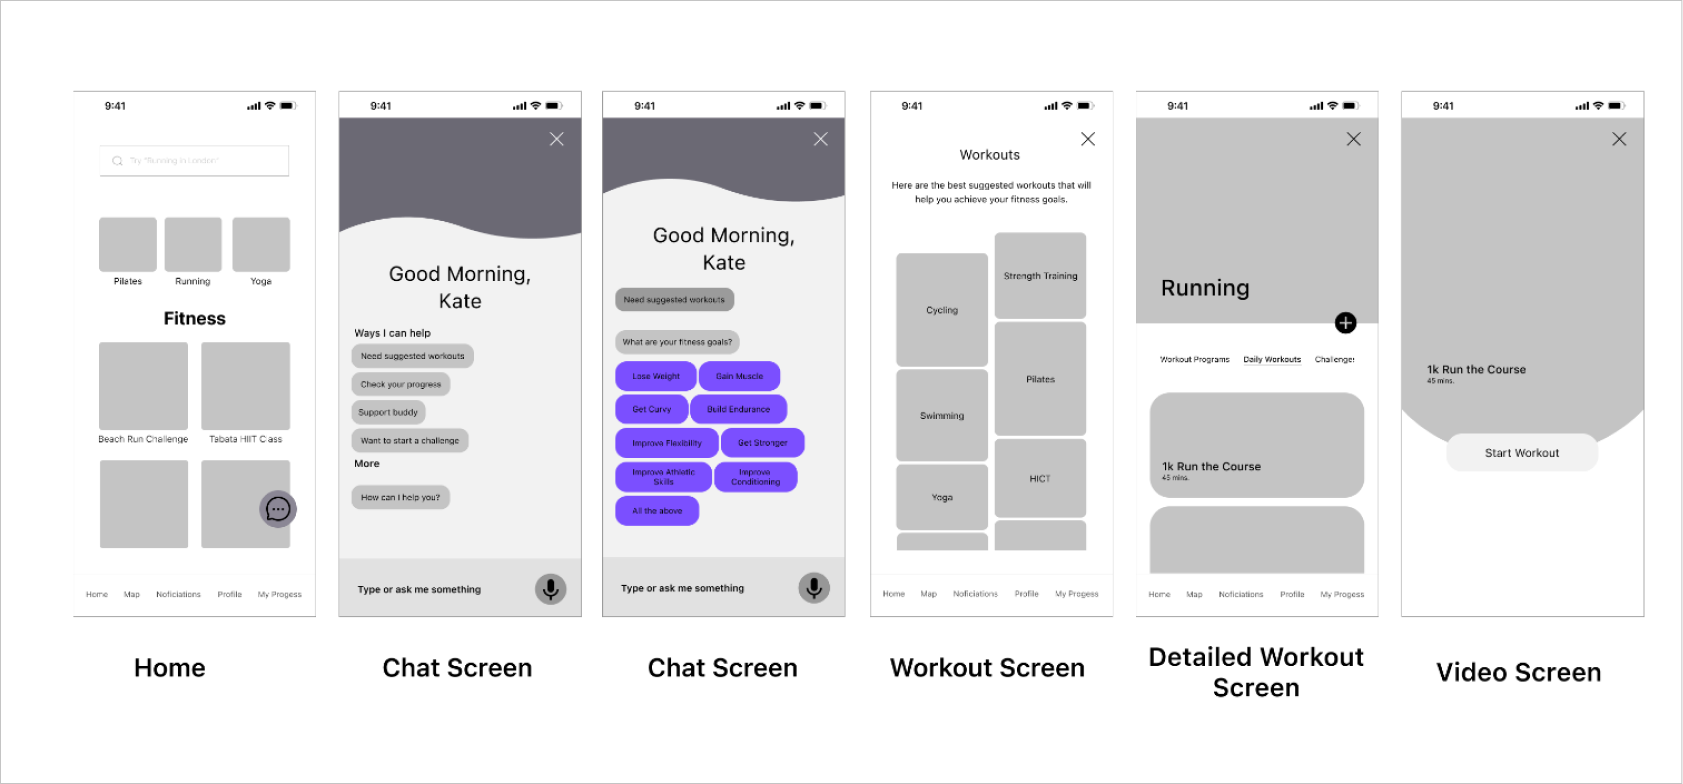 9:41
Try "Running in London"
Pilates
Running
Yoga
Fitness
Beach Run Challenge
Tabata HIIT Class
Home
Map
Noficiations
Profile
My Progess
Home
9:41
Good Morning,
Kate
Ways I can help
Need suggested workouts
Check your progress
Support buddy
Want to start a challenge
More
How can I help you?
Type or ask me something
Chat Screen
9:41
Good Morning,
Kate
Need suggested workouts
What are your fitness goals?
Lose Weight
Gain Muscle
Get Curvy
Build Endurance
Improve Flexibility
Get Stronger
Improve Athletic
Skills
Improve
Conditioning
All the above
Type or ask me something
Chat Screen
9:41
Workouts
Here are the best suggested workouts that will
help you achieve your fitness goals.
Strength Training
Cycling
Pilates
Swimming
HICT
Yoga
Home
Map
Noficiations
Profile
My Progess
Workout Screen
9:41
Running
Workout Programs
Daily Workouts
Challenges
1k Run the Course
45 mins.
Home
Map
Noficiations
Profile
My Progess
Detailed Workout
Screen
9:41
1k Run the Course
45 mins.
Start Workout
Video Screen